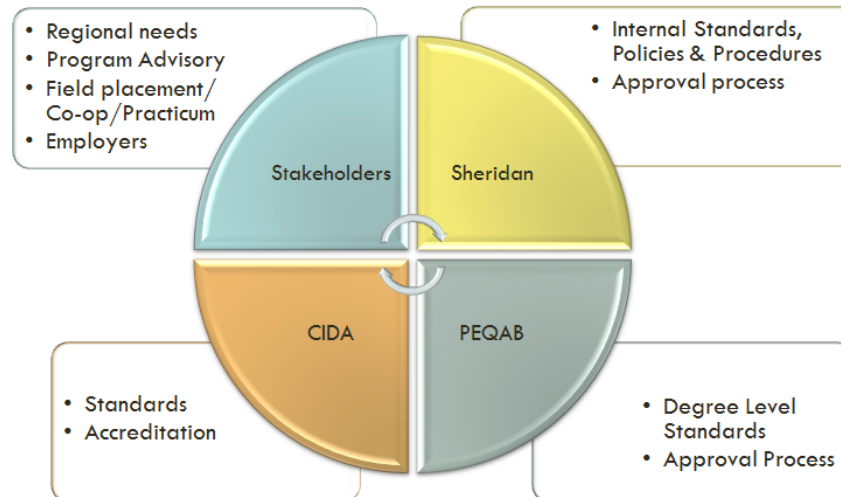 • Regional needs
• Program Advisory
• Field placement/
Co-op/Practicum
• Employers
• Internal Standards,
Policies & Procedures
• Approval process
Stakeholders
Sheridan
CIDA
PEQAB
• Standards
• Accreditation
• Degree Level
Standards
• Approval Process